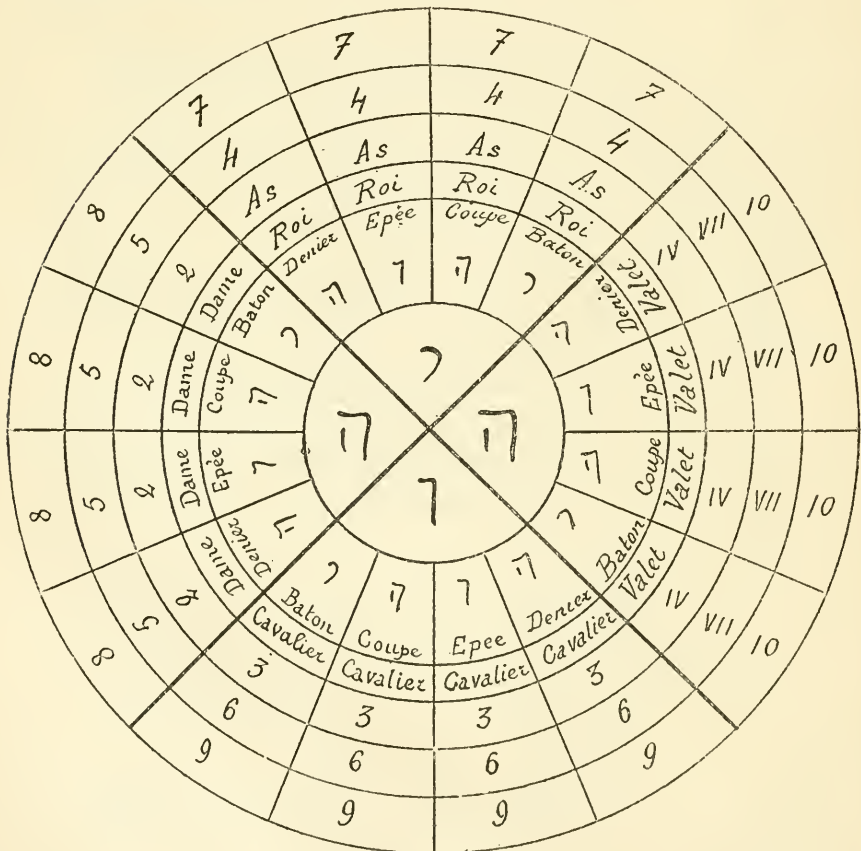 7 7 7 7
4 4 4 4
As As As As
Roi Roi Roi Roi
Denier Epée Coupe Baton
ה ו ה י
8 8 8 8
5 5 5 5
2 2 2 2
Dame Dame Dame Dame
Baton Coupe Epée Denier
י ה ו ה
י
ה ה
ו
ה ו ה י
Denier Epée Coupe Baton
Valet Valet Valet Valet
IV IV IV IV
VII VII VII VII
10 10 10 10
י ה ו ה
Baton Coupe Epee Denier
Cavalier Cavalier Cavalier Cavalier
3 3 3 3
6 6 6 6
9 9 9 9